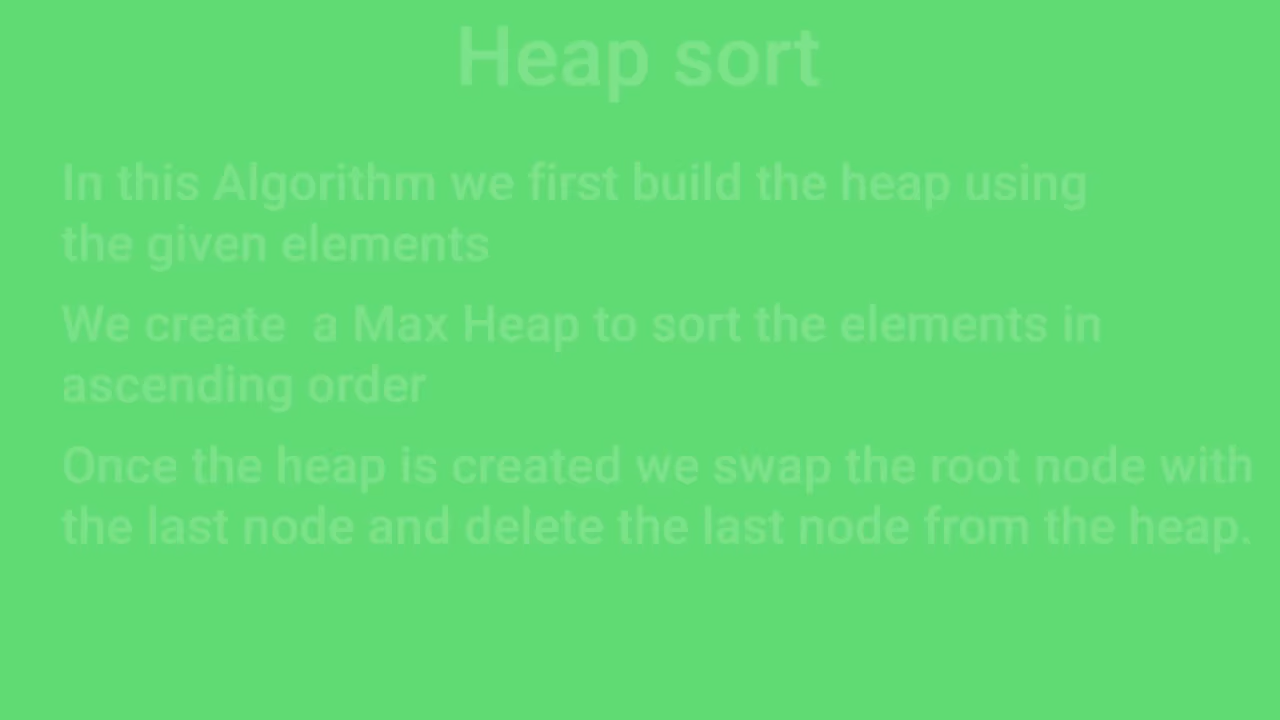 Heap sort
In this Algorithm we first build the heap using
the given elements
We create  a Max Heap to sort the elements in
ascending order
Once the heap is created we swap the root node with
the last node and delete the last node from the heap.